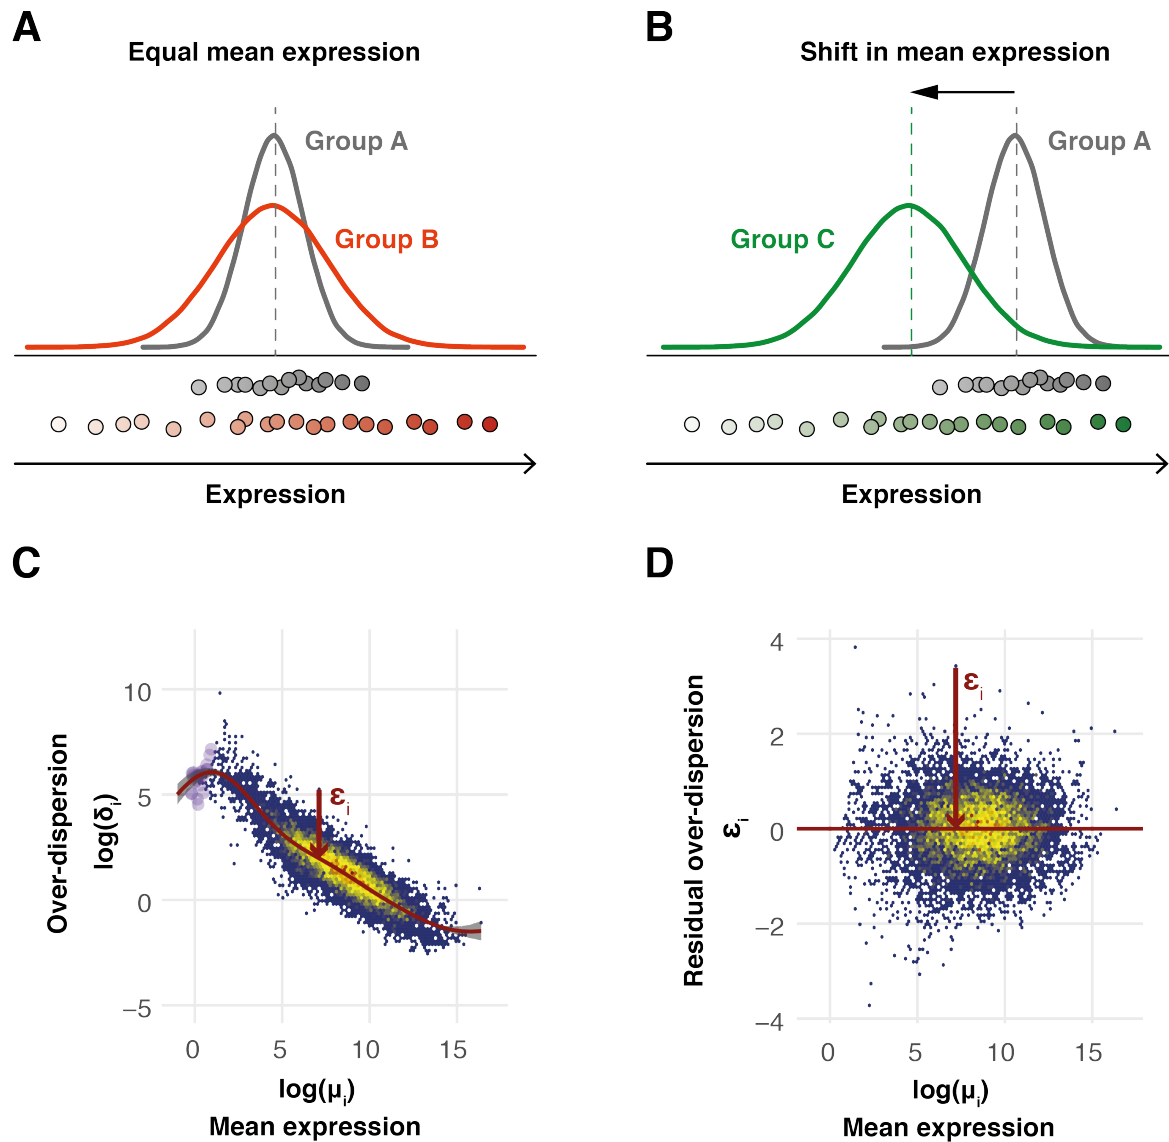 A
Equal mean expression
Group A
Group B
Expression
B
Shift in mean expression
Group A
Group C
Expression
C
10
5
0
−5
0 5 10 15
Over-dispersion
log(δi)
εi
log(μi)
Mean expression
D
4
2
0
−2
−4
0 5 10 15
Residual over-dispersion
εi
εi
log(μi)
Mean expression